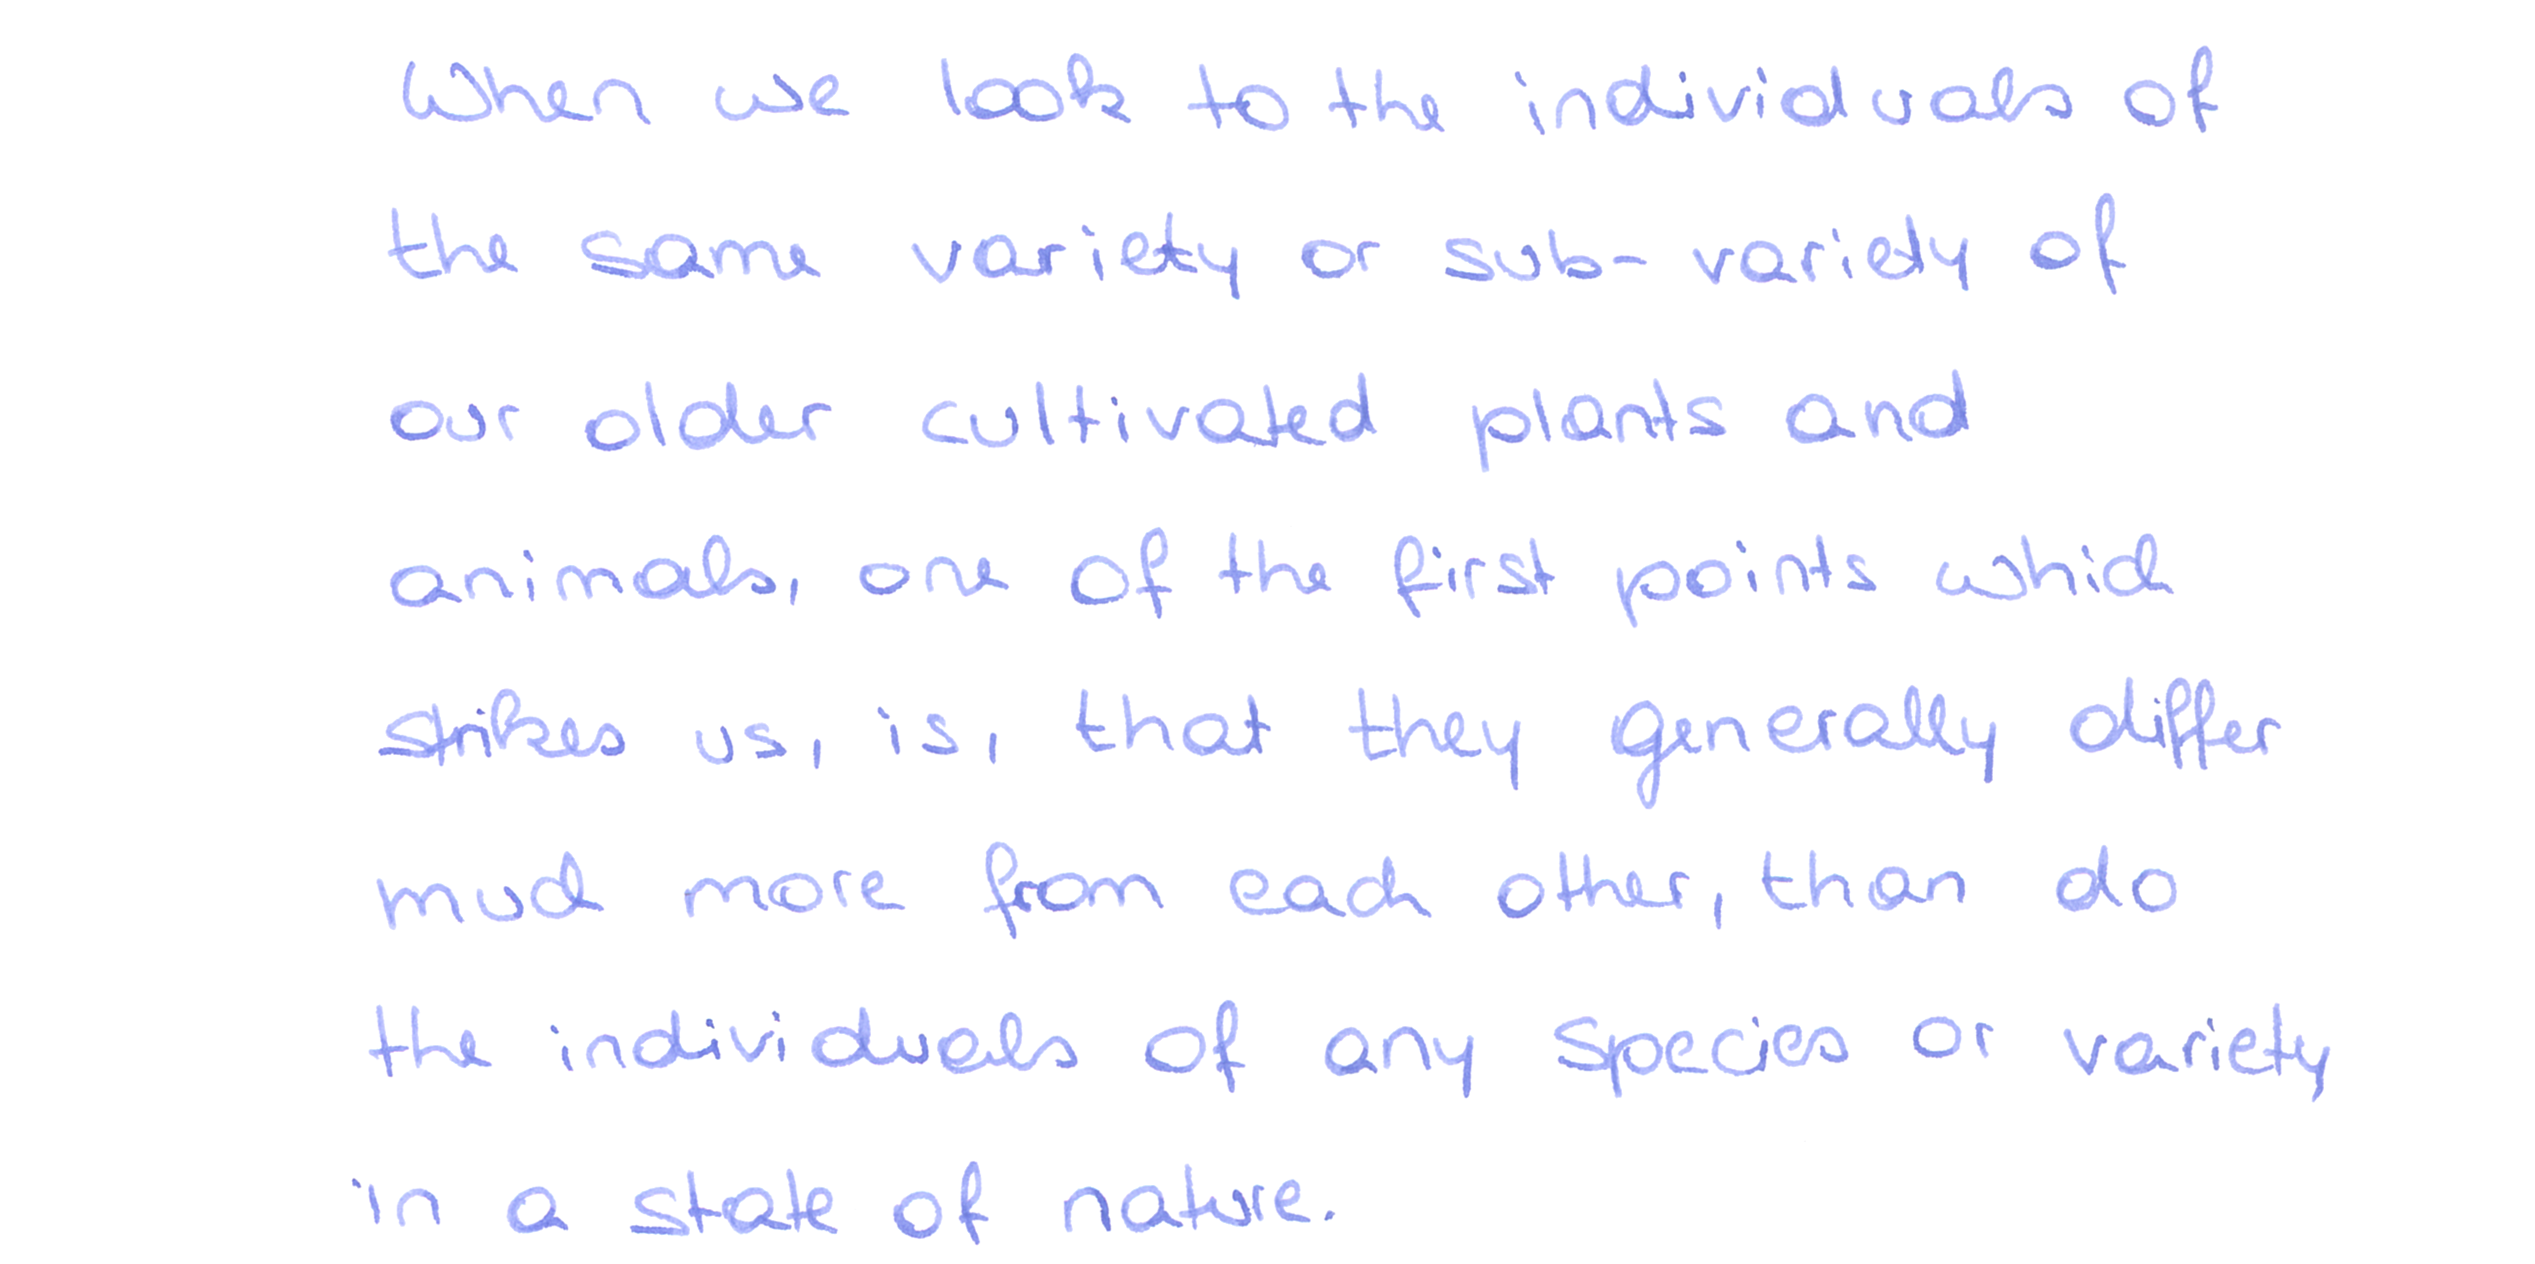 When we look to the individuals of
the same variety or sub-variety of
our older cultivated plants and
animals, one of the first points which
strikes us, is, that they generally differ
much more from each other, than do
the individuals of any species or variety
in a state of nature.